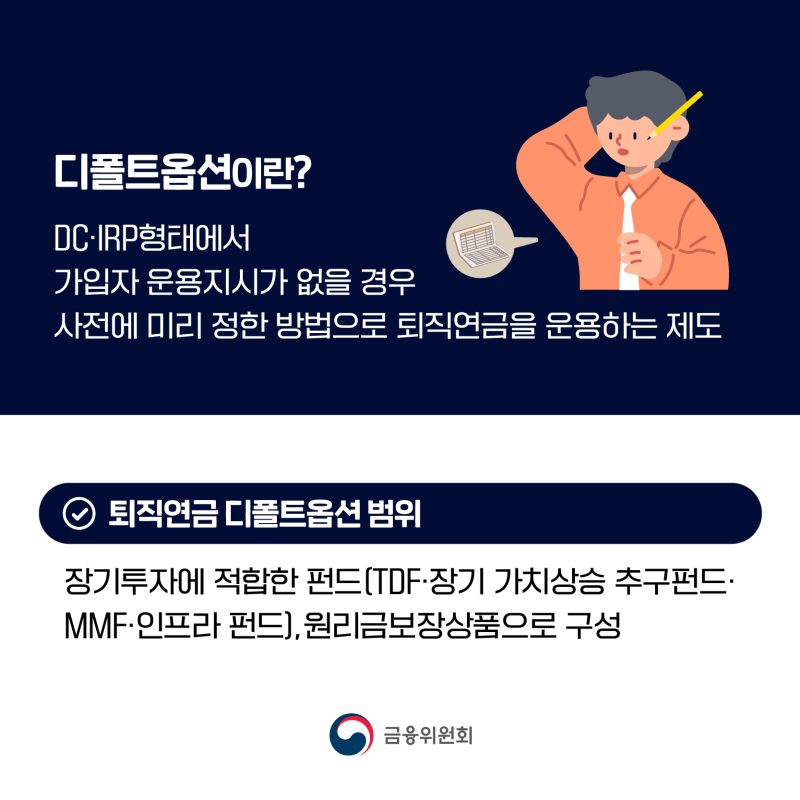 디폴트옵션이란?
DC·IRP형태에서
가입자 운용지시가 없을 경우
사전에 미리 정한 방법으로 퇴직연금을 운용하는 제도
퇴직연금 디폴트옵션 범위
장기투자에 적합한 펀드(TDF·장기 가치상승 추구펀드·
MMF·인프라 펀드), 원리금보장상품으로 구성
금융위원회